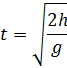 t = √(2h/g)